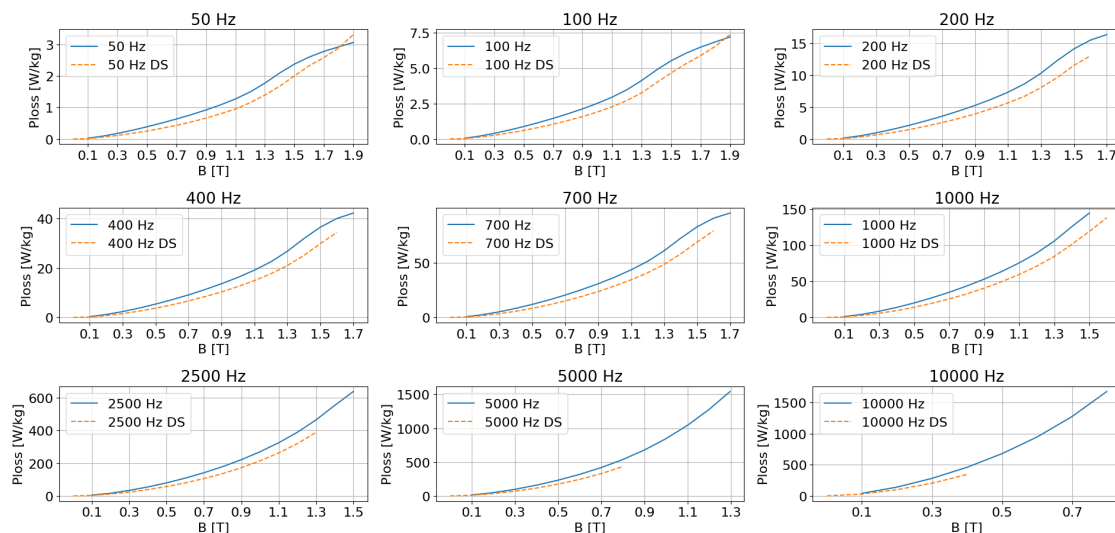 50 Hz
3
2
1
0
Ploss [W/kg]
50 Hz
50 Hz DS
0.1 0.3 0.5 0.7 0.9 1.1 1.3 1.5 1.7 1.9
B [T]
100 Hz
7.5
5.0
2.5
0.0
Ploss [W/kg]
100 Hz
100 Hz DS
0.1 0.3 0.5 0.7 0.9 1.1 1.3 1.5 1.7 1.9
B [T]
200 Hz
15
10
5
0
Ploss [W/kg]
200 Hz
200 Hz DS
0.1 0.3 0.5 0.7 0.9 1.1 1.3 1.5 1.7
B [T]
400 Hz
40
20
0
Ploss [W/kg]
400 Hz
400 Hz DS
0.1 0.3 0.5 0.7 0.9 1.1 1.3 1.5 1.7
B [T]
700 Hz
50
0
Ploss [W/kg]
700 Hz
700 Hz DS
0.1 0.3 0.5 0.7 0.9 1.1 1.3 1.5 1.7
B [T]
1000 Hz
150
100
50
0
Ploss [W/kg]
1000 Hz
1000 Hz DS
0.1 0.3 0.5 0.7 0.9 1.1 1.3 1.5
B [T]
2500 Hz
600
400
200
0
Ploss [W/kg]
2500 Hz
2500 Hz DS
0.1 0.3 0.5 0.7 0.9 1.1 1.3 1.5
B [T]
5000 Hz
1500
1000
500
0
Ploss [W/kg]
5000 Hz
5000 Hz DS
0.1 0.3 0.5 0.7 0.9 1.1 1.3
B [T]
10000 Hz
1500
1000
500
0
Ploss [W/kg]
10000 Hz
10000 Hz DS
0.1 0.3 0.5 0.7
B [T]